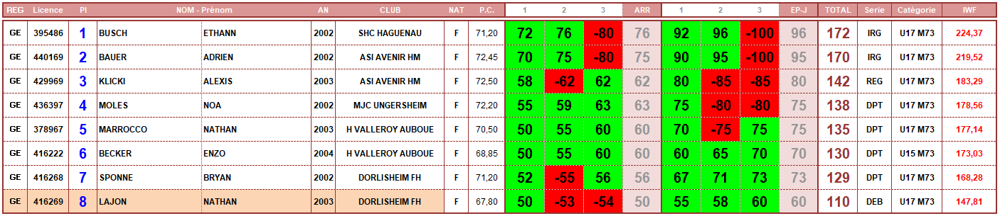 REG Licence Pl NOM - Prénom AN CLUB NAT P.C. 1 2 3 ARR 1 2 3 EP-J TOTAL Serie Catégorie IWF
GE 395486 1 BUSCH ETHANN 2002 SHC HAGUENAU F 71,20 72 76 -80 76 92 96 -100 96 172 IRG U17 M73 224,37
GE 440169 2 BAUER ADRIEN 2002 ASI AVENIR HM F 72,45 70 75 -80 75 90 95 -100 95 170 IRG U17 M73 219,52
GE 429969 3 KLICKI ALEXIS 2003 ASI AVENIR HM F 72,50 58 -62 62 62 80 -85 -85 80 142 REG U17 M73 183,29
GE 436397 4 MOLES NOA 2002 MJC UNGERSHEIM F 72,20 55 59 63 63 75 -80 -80 75 138 DPT U17 M73 178,56
GE 378967 5 MARROCCO NATHAN 2003 H VALLEROY AUBOUE F 70,50 50 55 60 60 70 -75 75 75 135 DPT U17 M73 177,14
GE 416222 6 BECKER ENZO 2004 H VALLEROY AUBOUE F 68,85 50 55 60 60 60 65 70 70 130 DPT U15 M73 173,03
GE 416268 7 SPONNE BRYAN 2002 DORLISHEIM FH F 71,20 52 -55 56 56 67 71 73 73 129 DPT U17 M73 168,28
GE 416269 8 LAJON NATHAN 2003 DORLISHEIM FH F 67,80 50 -53 -54 50 55 58 60 60 110 DEB U17 M73 147,81